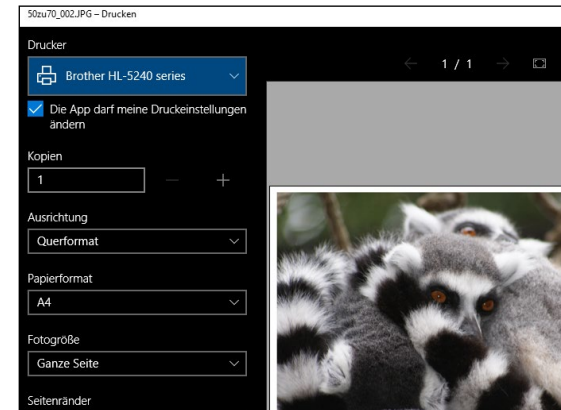 50zu70_002.JPG – Drucken
Drucker
Brother HL-5240 series
Die App darf meine Druckeinstellungen
ändern
1 / 1
Kopien
1
Ausrichtung
Querformat
Papierformat
A4
Fotogröße
Ganze Seite
Seitenränder